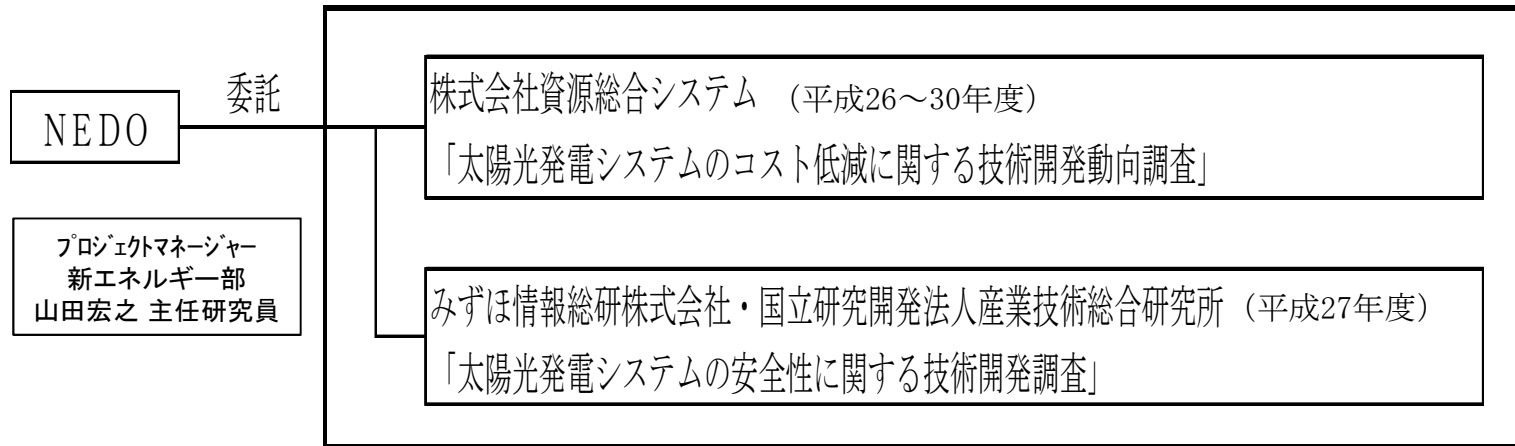 NEDO
委託
プロジェクトマネージャー
新エネルギー部
山田宏之 主任研究員
株式会社資源総合システム (平成26～30年度)
「太陽光発電システムのコスト低減に関する技術開発動向調査」
みずほ情報総研株式会社・国立研究開発法人産業技術総合研究所 (平成27年度)
「太陽光発電システムの安全性に関する技術開発調査」